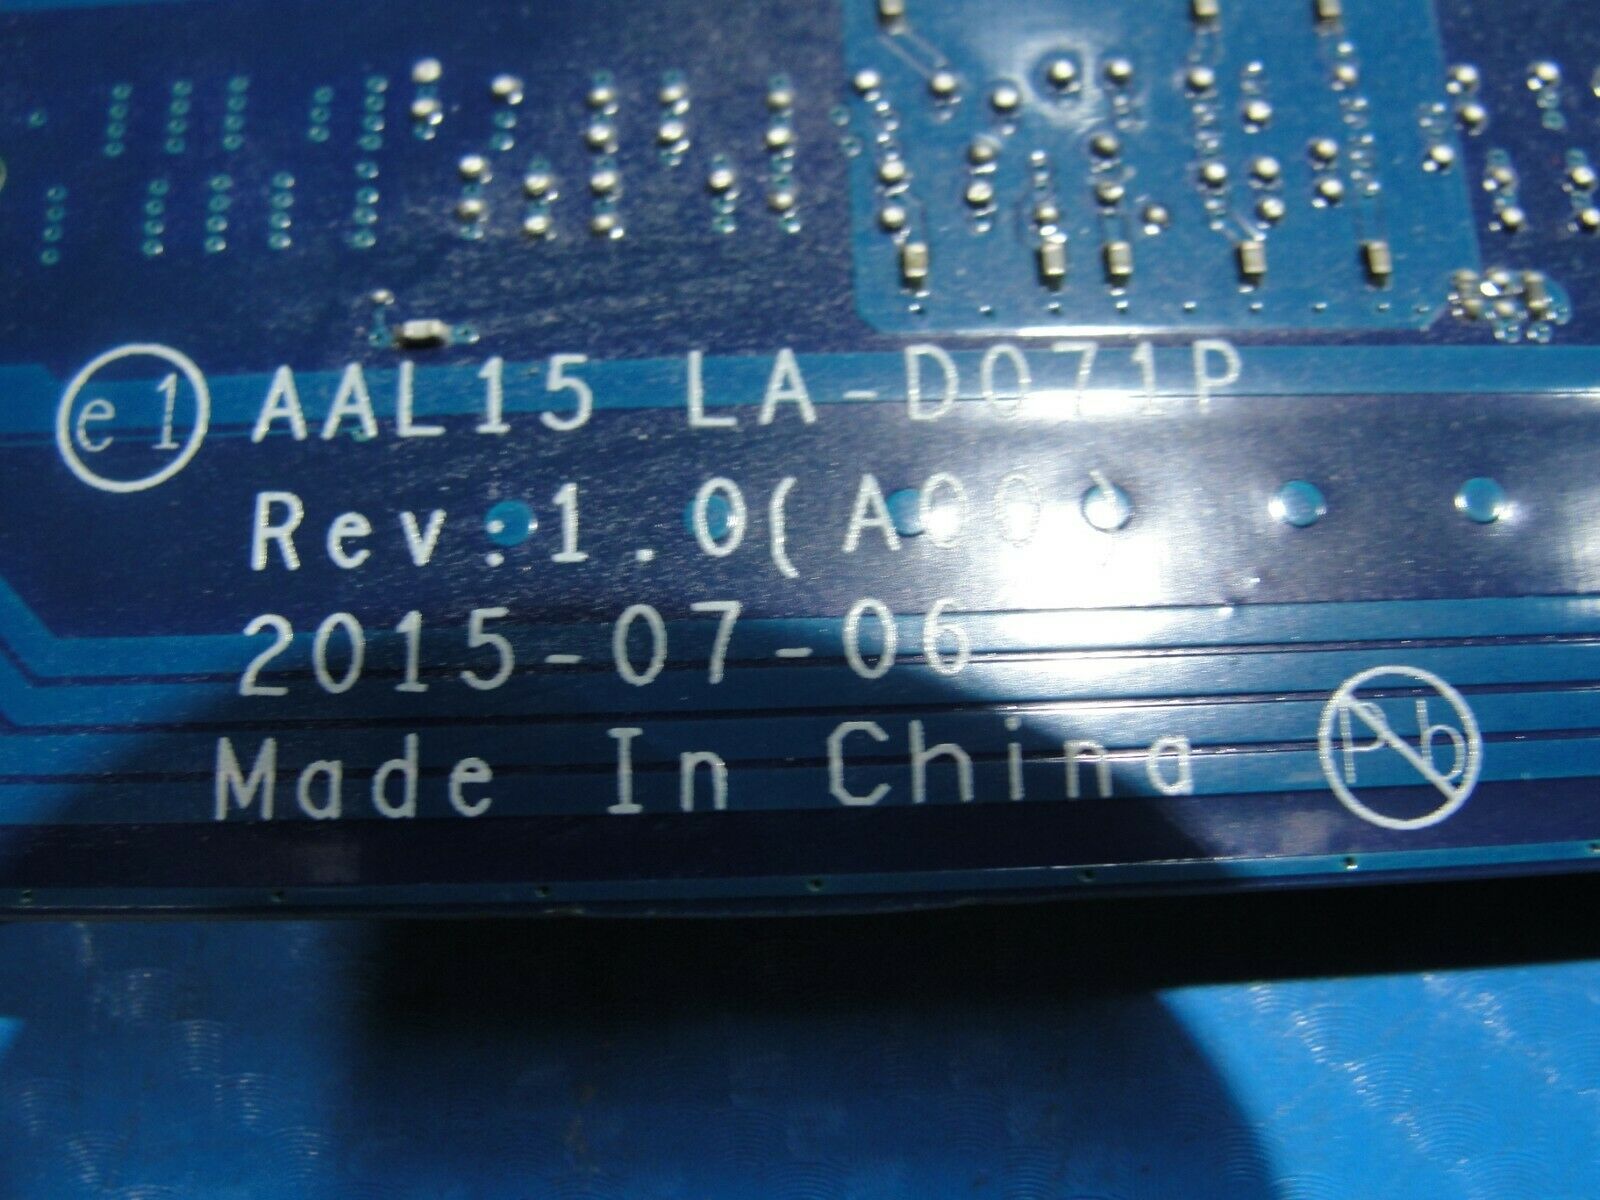 e1 AAL15 LA-D071P
Rev:1.0(A00)
2015-07-06
Made In China Pb